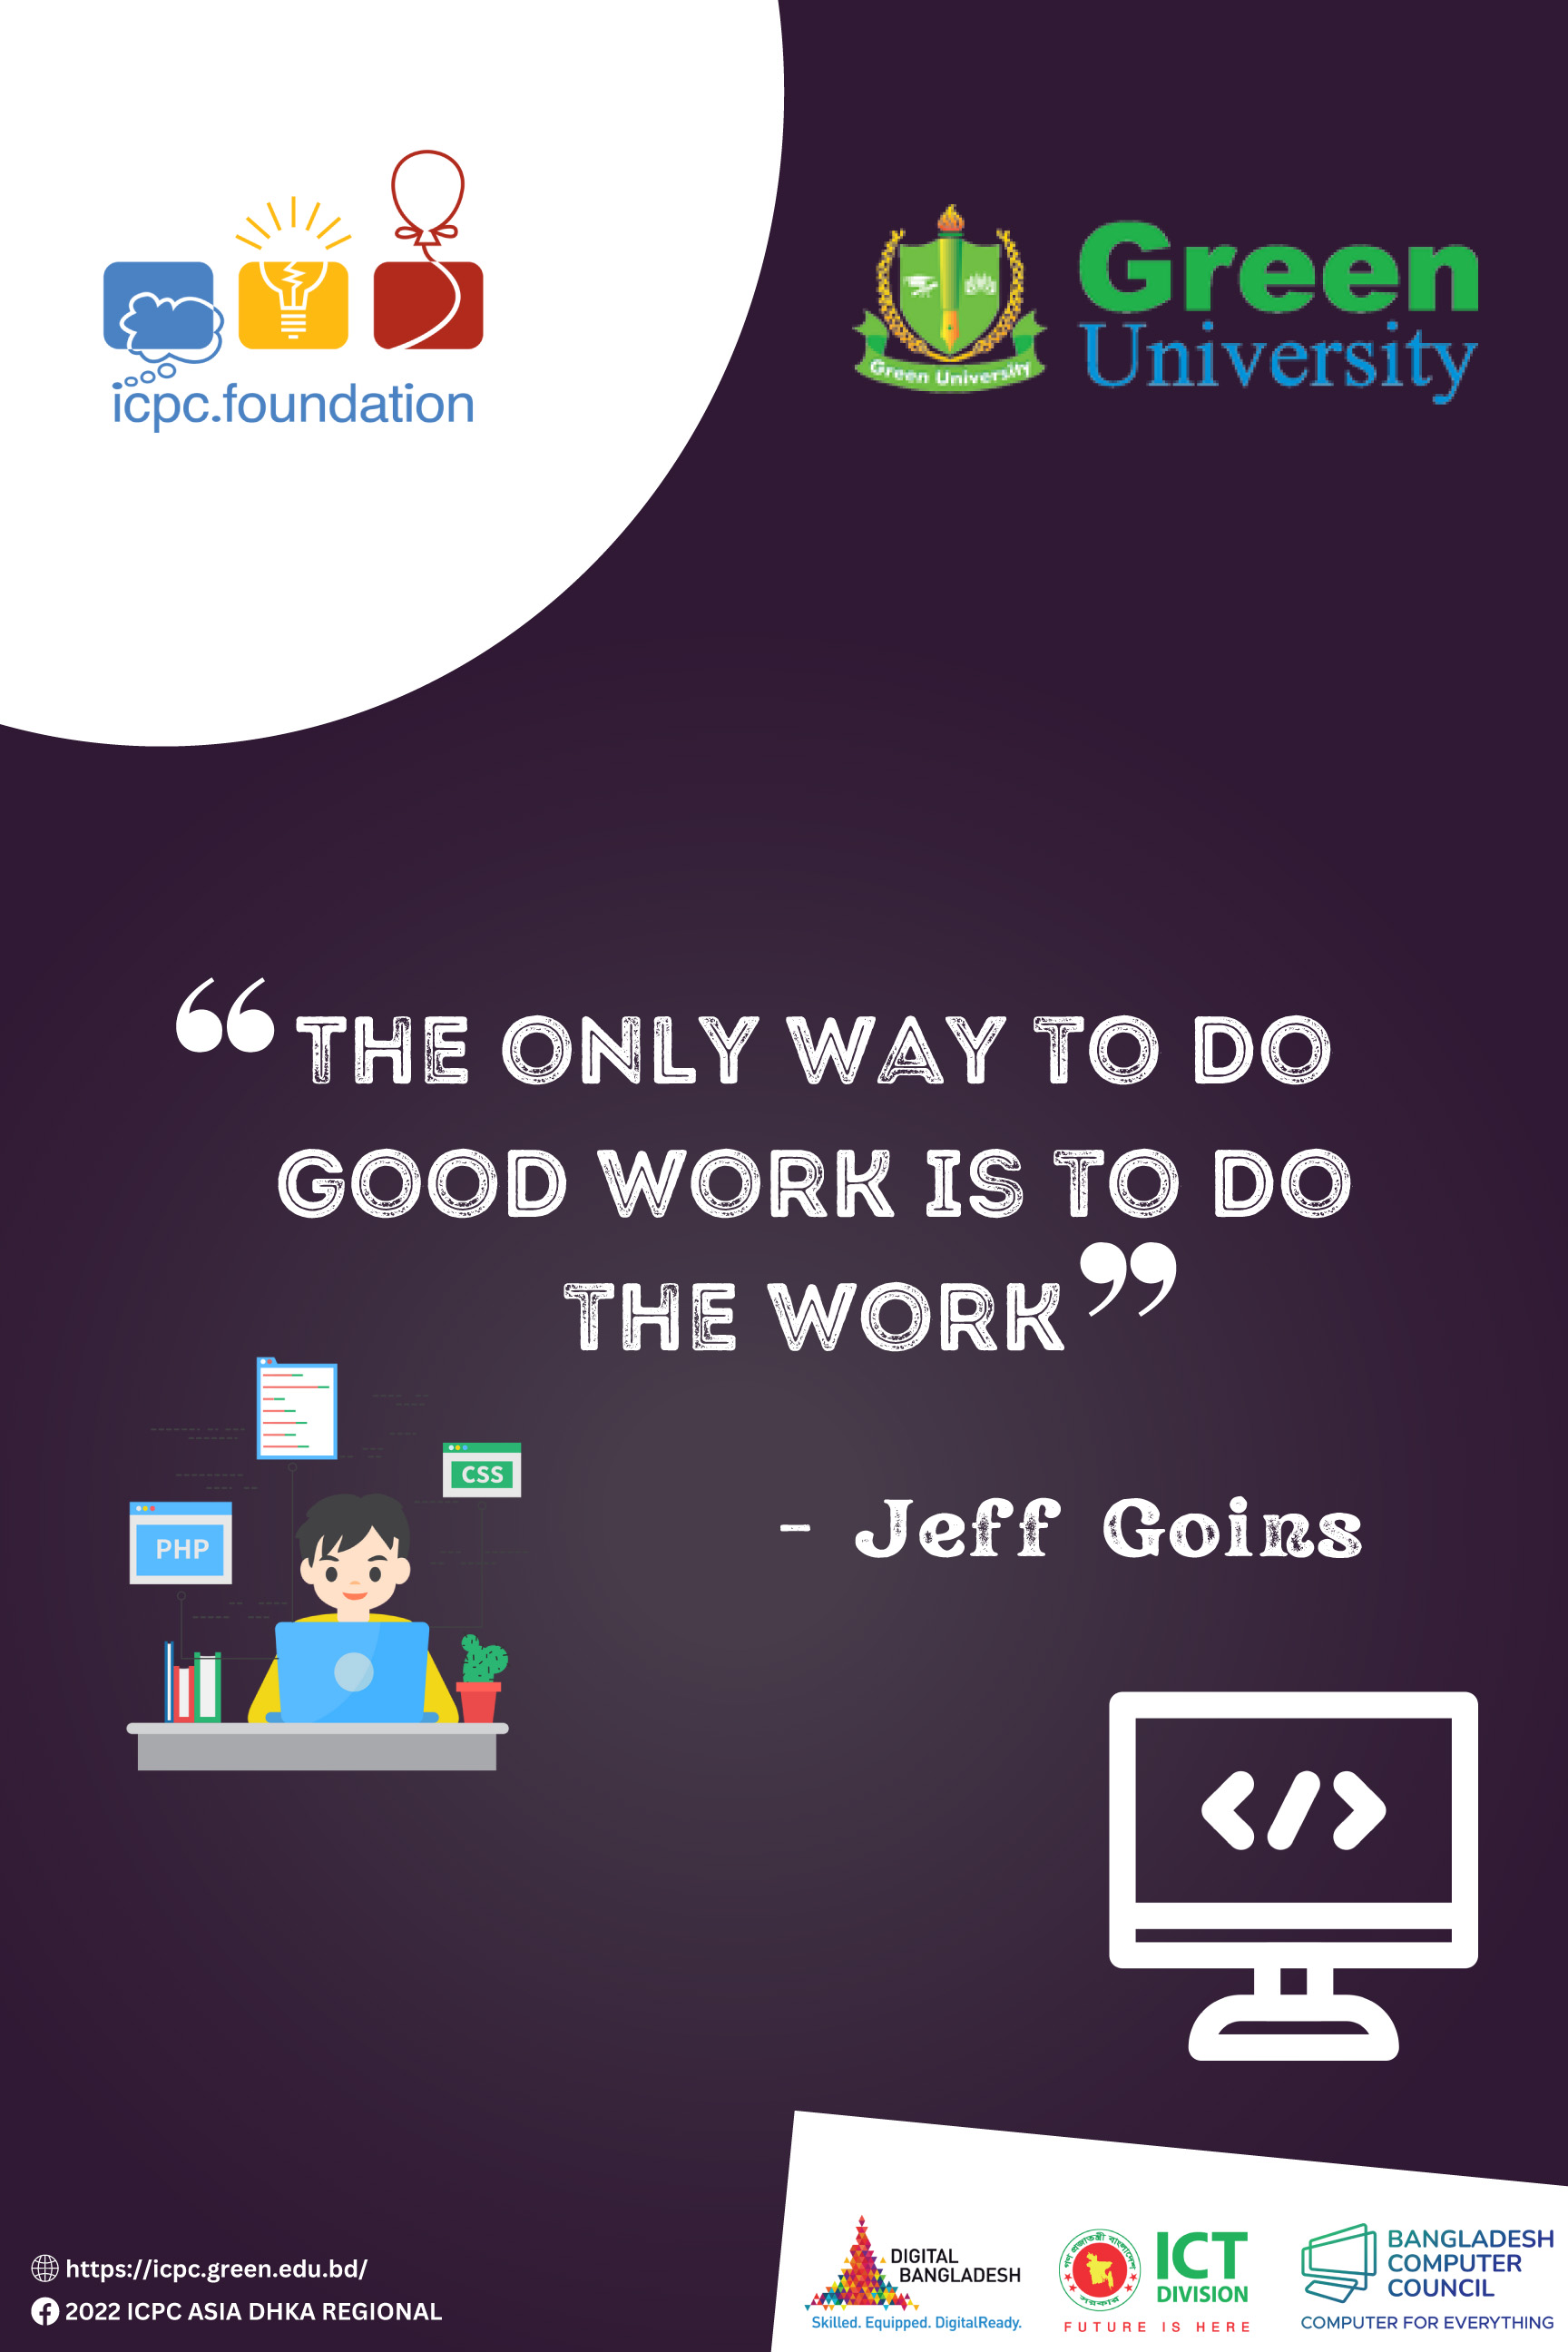 icpc.foundation
Green
University
Green University
“THE ONLY WAY TO DO
GOOD WORK IS TO DO
THE WORK”
- Jeff Goins
CSS
PHP
</>
https://icpc.green.edu.bd/
2022 ICPC ASIA DHKA REGIONAL
DIGITAL
BANGLADESH
Skilled. Equipped. DigitalReady.
গণপ্রজাতন্ত্রী বাংলাদেশ
সরকার
ICT
DIVISION
FUTURE IS HERE
BANGLADESH
COMPUTER
COUNCIL
COMPUTER FOR EVERYTHING